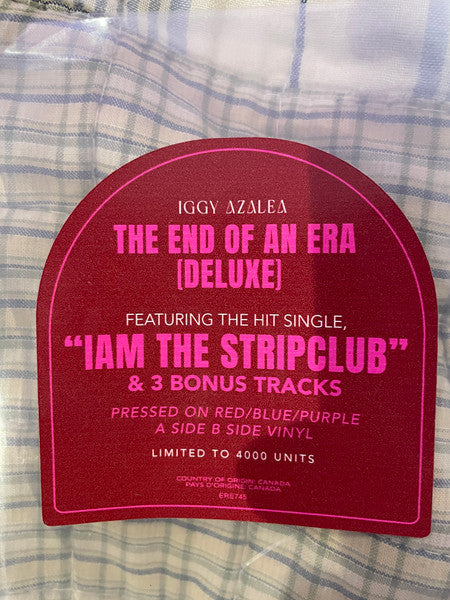 IGGY AZALEA
THE END OF AN ERA
[DELUXE]
FEATURING THE HIT SINGLE,
“IAM THE STRIPCLUB”
& 3 BONUS TRACKS
PRESSED ON RED/BLUE/PURPLE
A SIDE B SIDE VINYL
LIMITED TO 4000 UNITS
COUNTRY OF ORIGIN: CANADA
PAYS D'ORIGINE: CANADA
ERE745